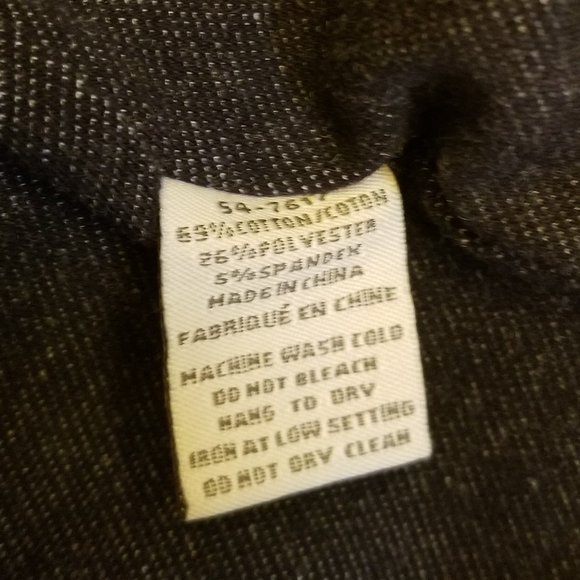 54-7617
69%COTTON/COTON
26%POLYESTER
5%SPANDEX
MADE IN CHINA
FABRIQUÉ EN CHINE
MACHINE WASH COLD
DO NOT BLEACH
HANG TO DRY
IRON AT LOW SETTING
DO NOT DRY CLEAN